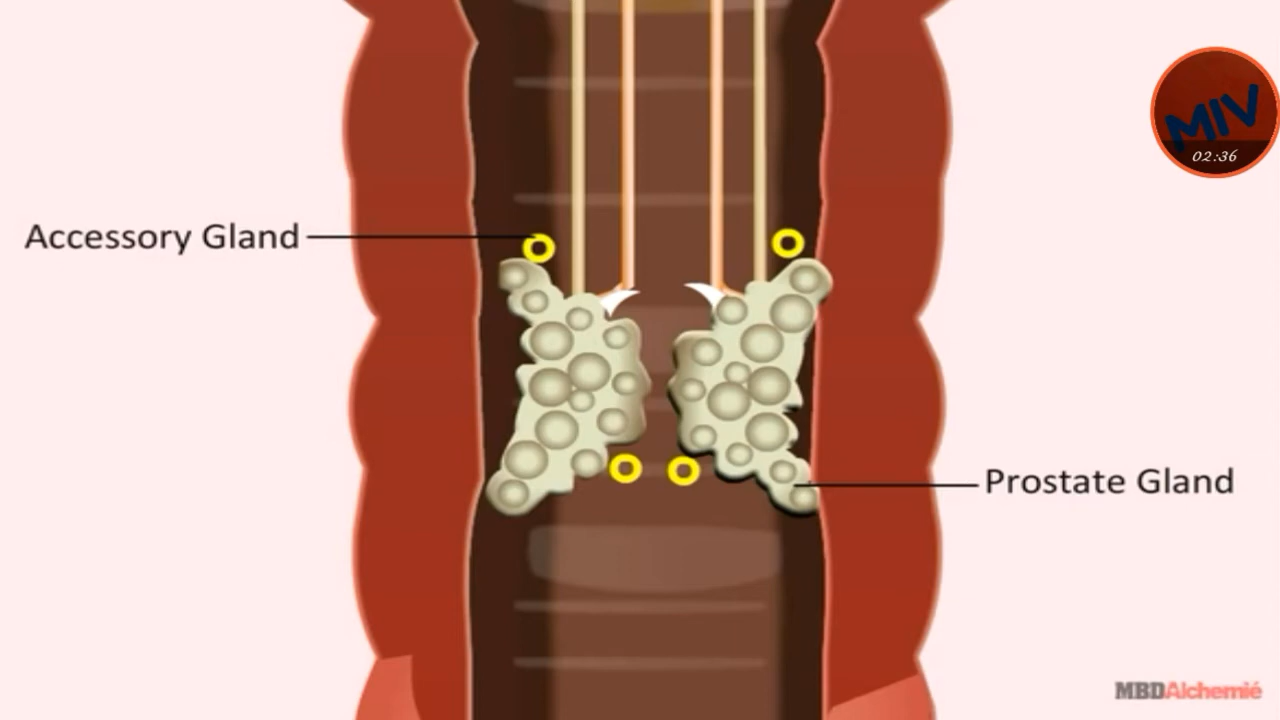 MIV
02:36
Accessory Gland
Prostate Gland
MBDAlchemié